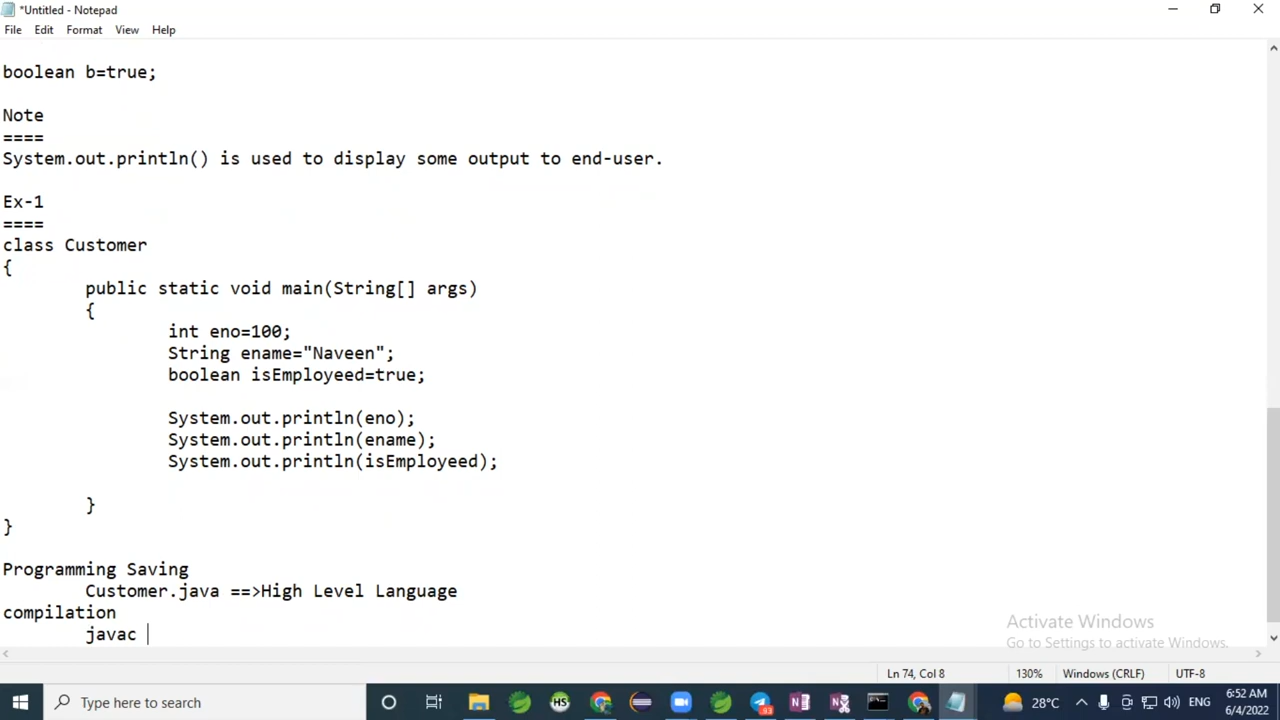 *Untitled - Notepad
File Edit Format View Help
boolean b=true;
Note
====
System.out.println() is used to display some output to end-user.
Ex-1
====
class Customer
{
public static void main(String[] args)
{
int eno=100;
String ename="Naveen";
boolean isEmployeed=true;
System.out.println(eno);
System.out.println(ename);
System.out.println(isEmployeed);
}
}
Programming Saving
Customer.java ==>High Level Language
compilation
javac
Activate Windows
Go to Settings to activate Windows.
Ln 74, Col 8 130% Windows (CRLF) UTF-8
Type here to search
HS
93
28°C
ENG
6:52 AM
6/4/2022